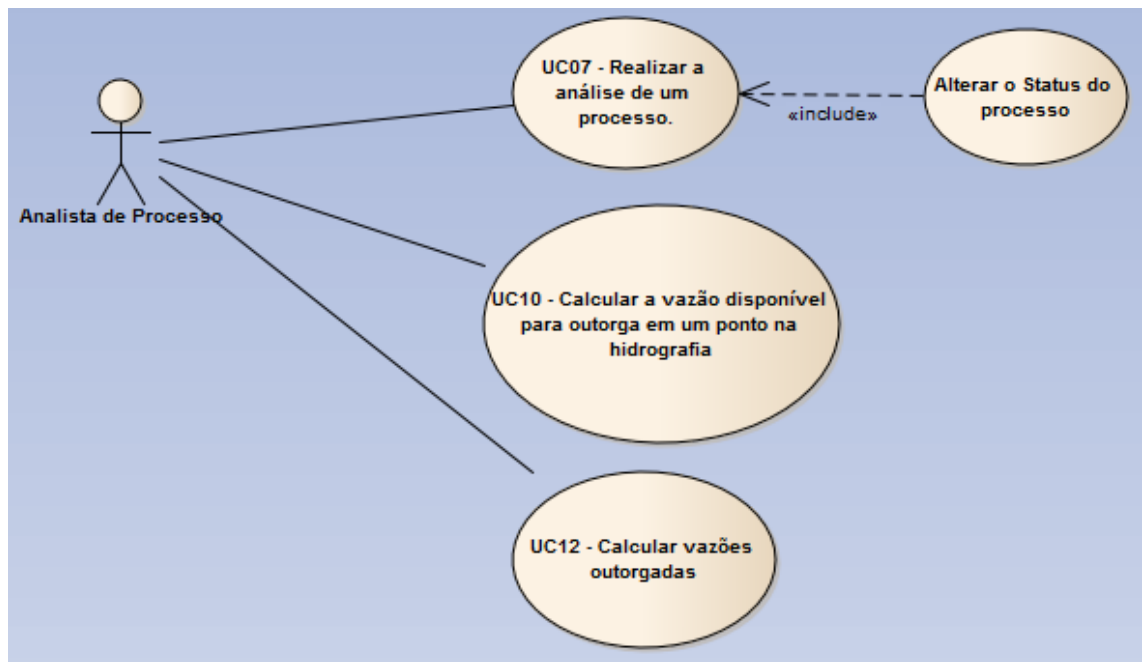 UC07 - Realizar a
análise de um
processo.
«include»
Alterar o Status do
processo
Analista de Processo
UC10 - Calcular a vazão disponível
para outorga em um ponto na
hidrografia
UC12 - Calcular vazões
outorgadas